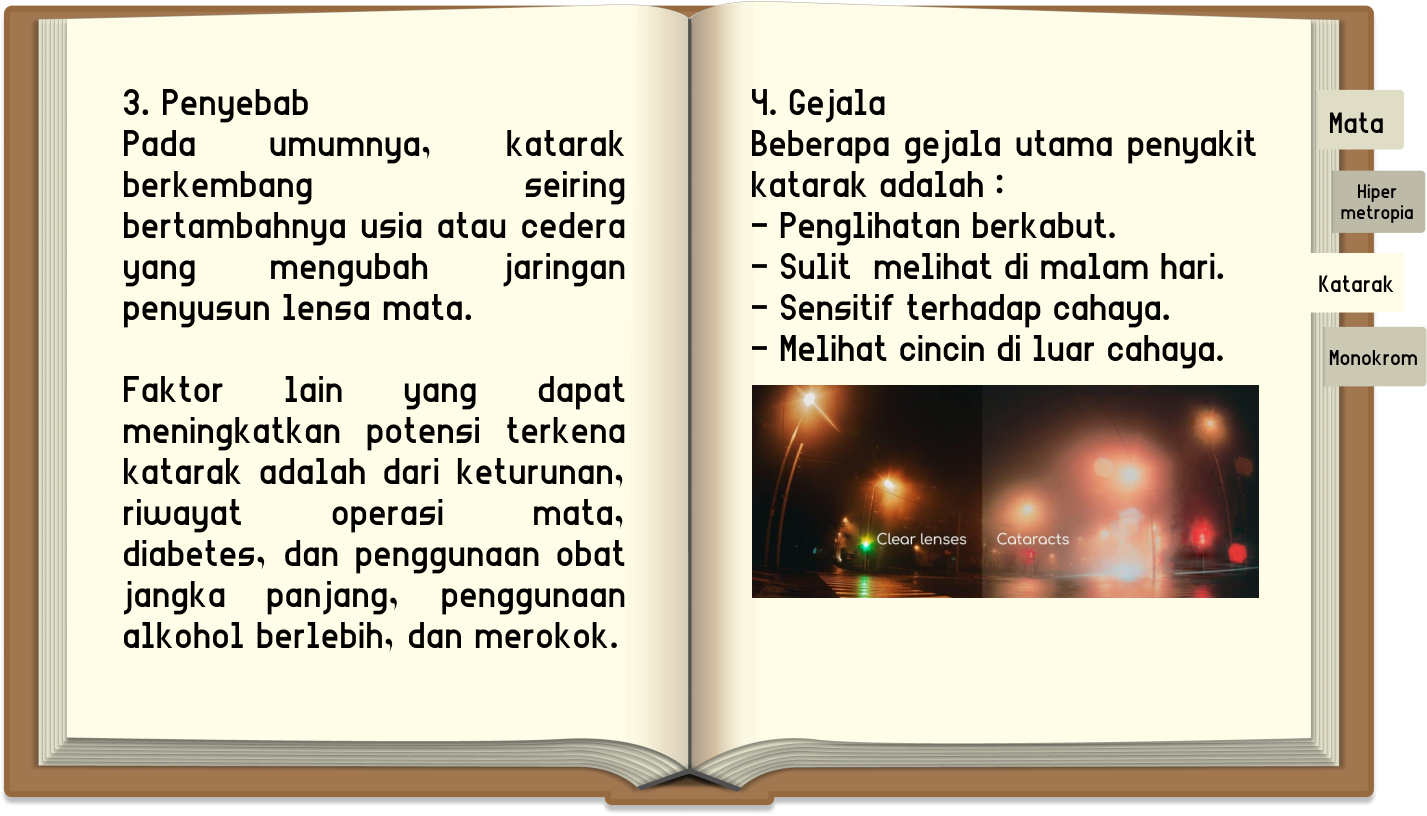 3. Penyebab
Pada umumnya, katarak
berkembang seiring
bertambahnya usia atau cedera
yang mengubah jaringan
penyusun lensa mata.
Faktor lain yang dapat
meningkatkan potensi terkena
katarak adalah dari keturunan,
riwayat operasi mata,
diabetes, dan penggunaan obat
jangka panjang, penggunaan
alkohol berlebih, dan merokok.
4. Gejala
Beberapa gejala utama penyakit
katarak adalah :
- Penglihatan berkabut.
- Sulit  melihat di malam hari.
- Sensitif terhadap cahaya.
- Melihat cincin di luar cahaya.
Clear lenses
Cataracts
Mata
Hiper
metropia
Katarak
Monokrom